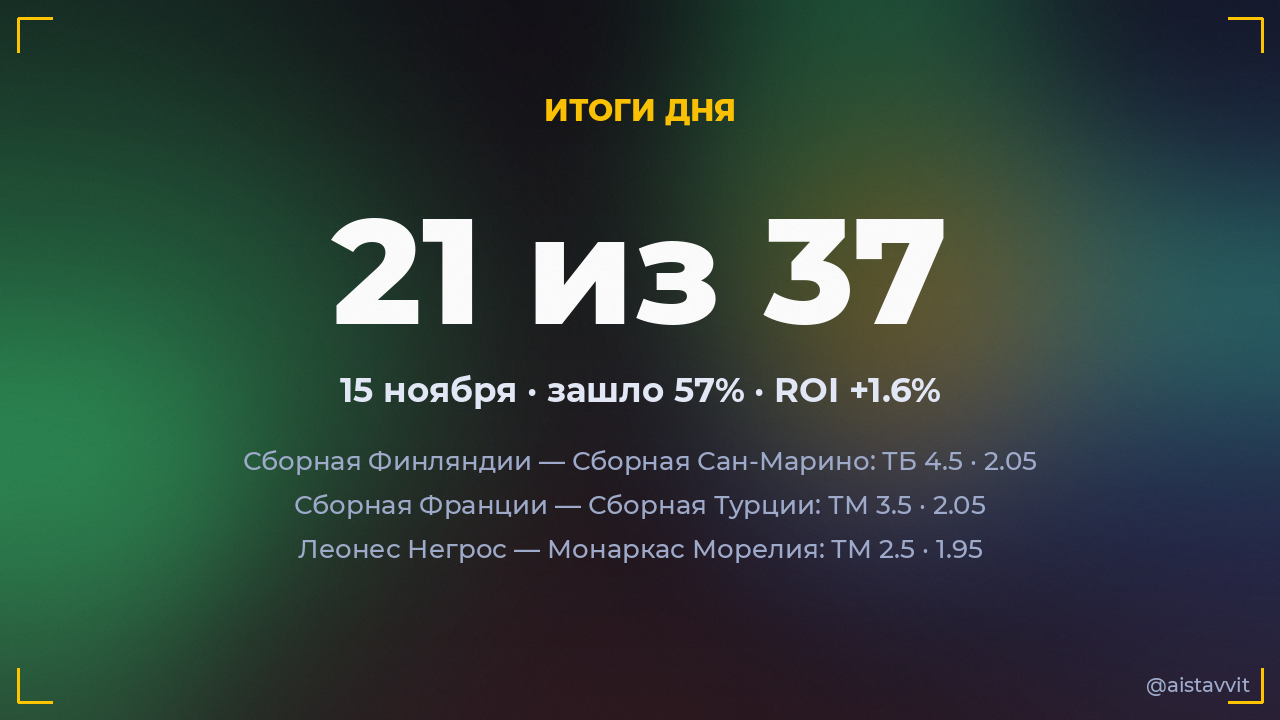 ИТОГИ ДНЯ
21 из 37
15 ноября · зашло 57% · ROI +1.6%
Сборная Финляндии — Сборная Сан-Марино: ТБ 4.5 · 2.05
Сборная Франции — Сборная Турции: ТМ 3.5 · 2.05
Леонес Негрос — Монаркас Морелия: ТМ 2.5 · 1.95
@aistavvit